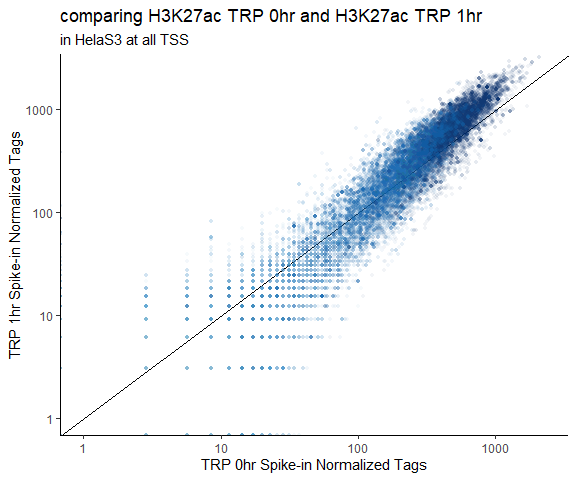 comparing H3K27ac TRP 0hr and H3K27ac TRP 1hr
in HelaS3 at all TSS
TRP 1hr Spike-in Normalized Tags
1000
100
10
1
1
10
100
1000
TRP 0hr Spike-in Normalized Tags